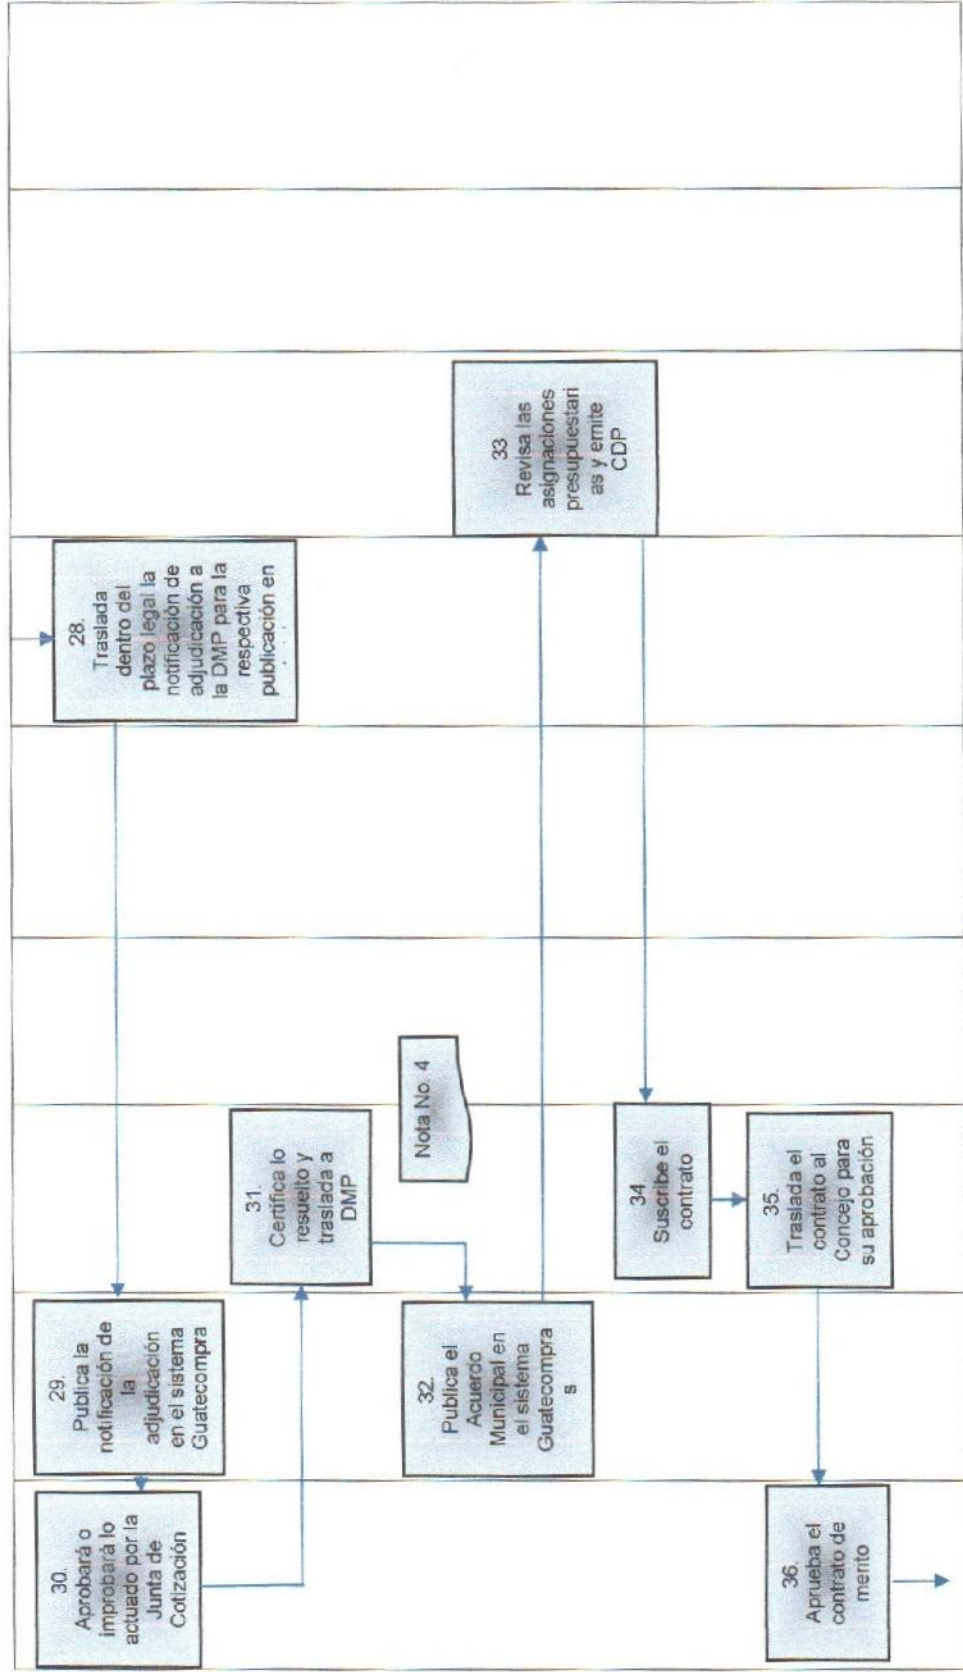 28.
Traslada
dentro del
plazo legal la
notificación de
adjudicación a
la DMP para la
respectiva
publicación en
29.
Publica la
notificación de
la
adjudicación
en el sistema
Guatecompra
30.
Aprobará o
improbará lo
actuado por la
Junta de
Cotización
31.
Certifica lo
resuelto y
traslada a
DMP
Nota No. 4
32.
Publica el
Acuerdo
Municipal en
el sistema
Guatecompra
s
33
Revisa las
asignaciones
presupuestari
as y emite
CDP
34
Suscribe el
contrato
35.
Traslada el
contrato al
Concejo para
su aprobación
36.
Aprueba el
contrato de
merito